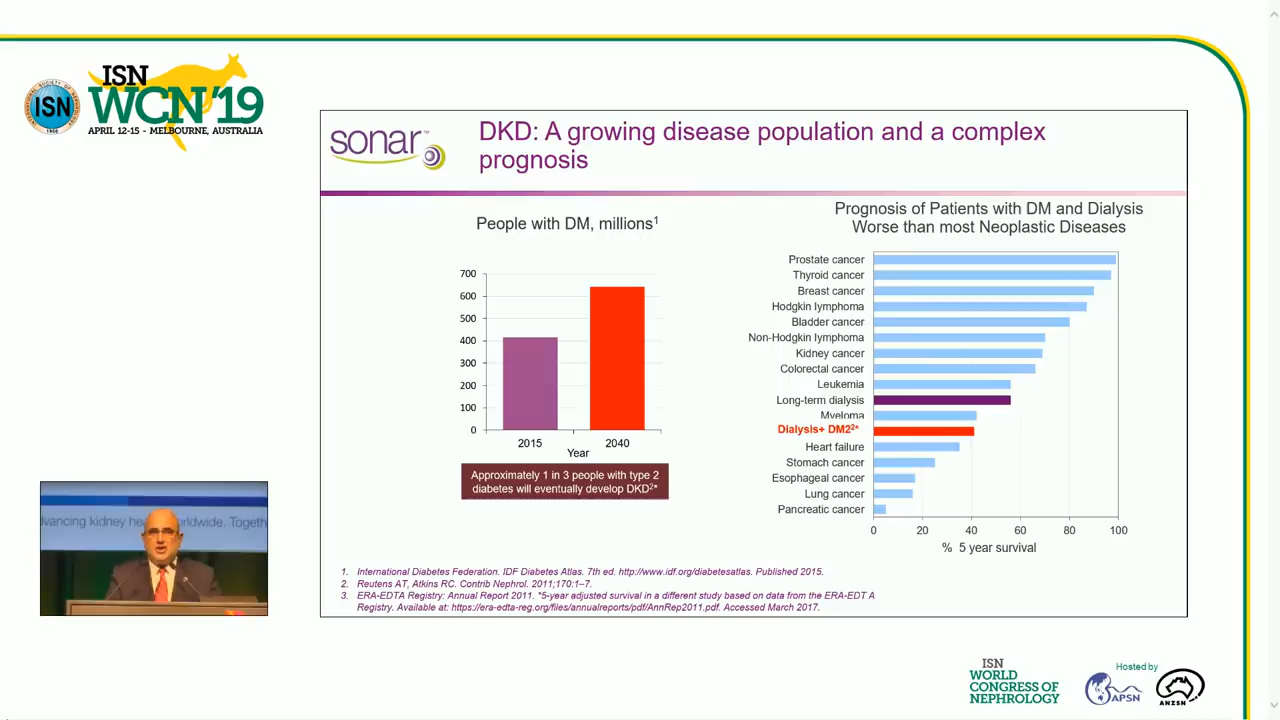 ISN
WCN'19
APRIL 12-15 - MELBOURNE, AUSTRALIA
ISN
sonar™
DKD: A growing disease population and a complex
prognosis
People with DM, millions1
700
600
500
400
300
200
100
0
2015
2040
Year
Approximately 1 in 3 people with type 2
diabetes will eventually develop DKD2*
Prognosis of Patients with DM and Dialysis
Worse than most Neoplastic Diseases
Prostate cancer
Thyroid cancer
Breast cancer
Hodgkin lymphoma
Bladder cancer
Non-Hodgkin lymphoma
Kidney cancer
Colorectal cancer
Leukemia
Long-term dialysis
Myeloma
Dialysis+ DM22*
Heart failure
Stomach cancer
Esophageal cancer
Lung cancer
Pancreatic cancer
0 20 40 60 80 100
% 5 year survival
1. International Diabetes Federation. IDF Diabetes Atlas. 7th ed. http://www.idf.org/diabetesatlas. Published 2015.
2. Reutens AT, Atkins RC. Contrib Nephrol. 2011;170:1–7.
3. ERA-EDTA Registry: Annual Report 2011. *5-year adjusted survival in a different study based on data from the ERA-EDT A
Registry. Available at: https://era-edta-reg.org/files/annualreports/pdf/AnnRep2011.pdf. Accessed March 2017.
dvancing kidney he worldwide. Togeth
ISN
WORLD
CONGRESS OF
NEPHROLOGY
Hosted by
APSN
ANZSN